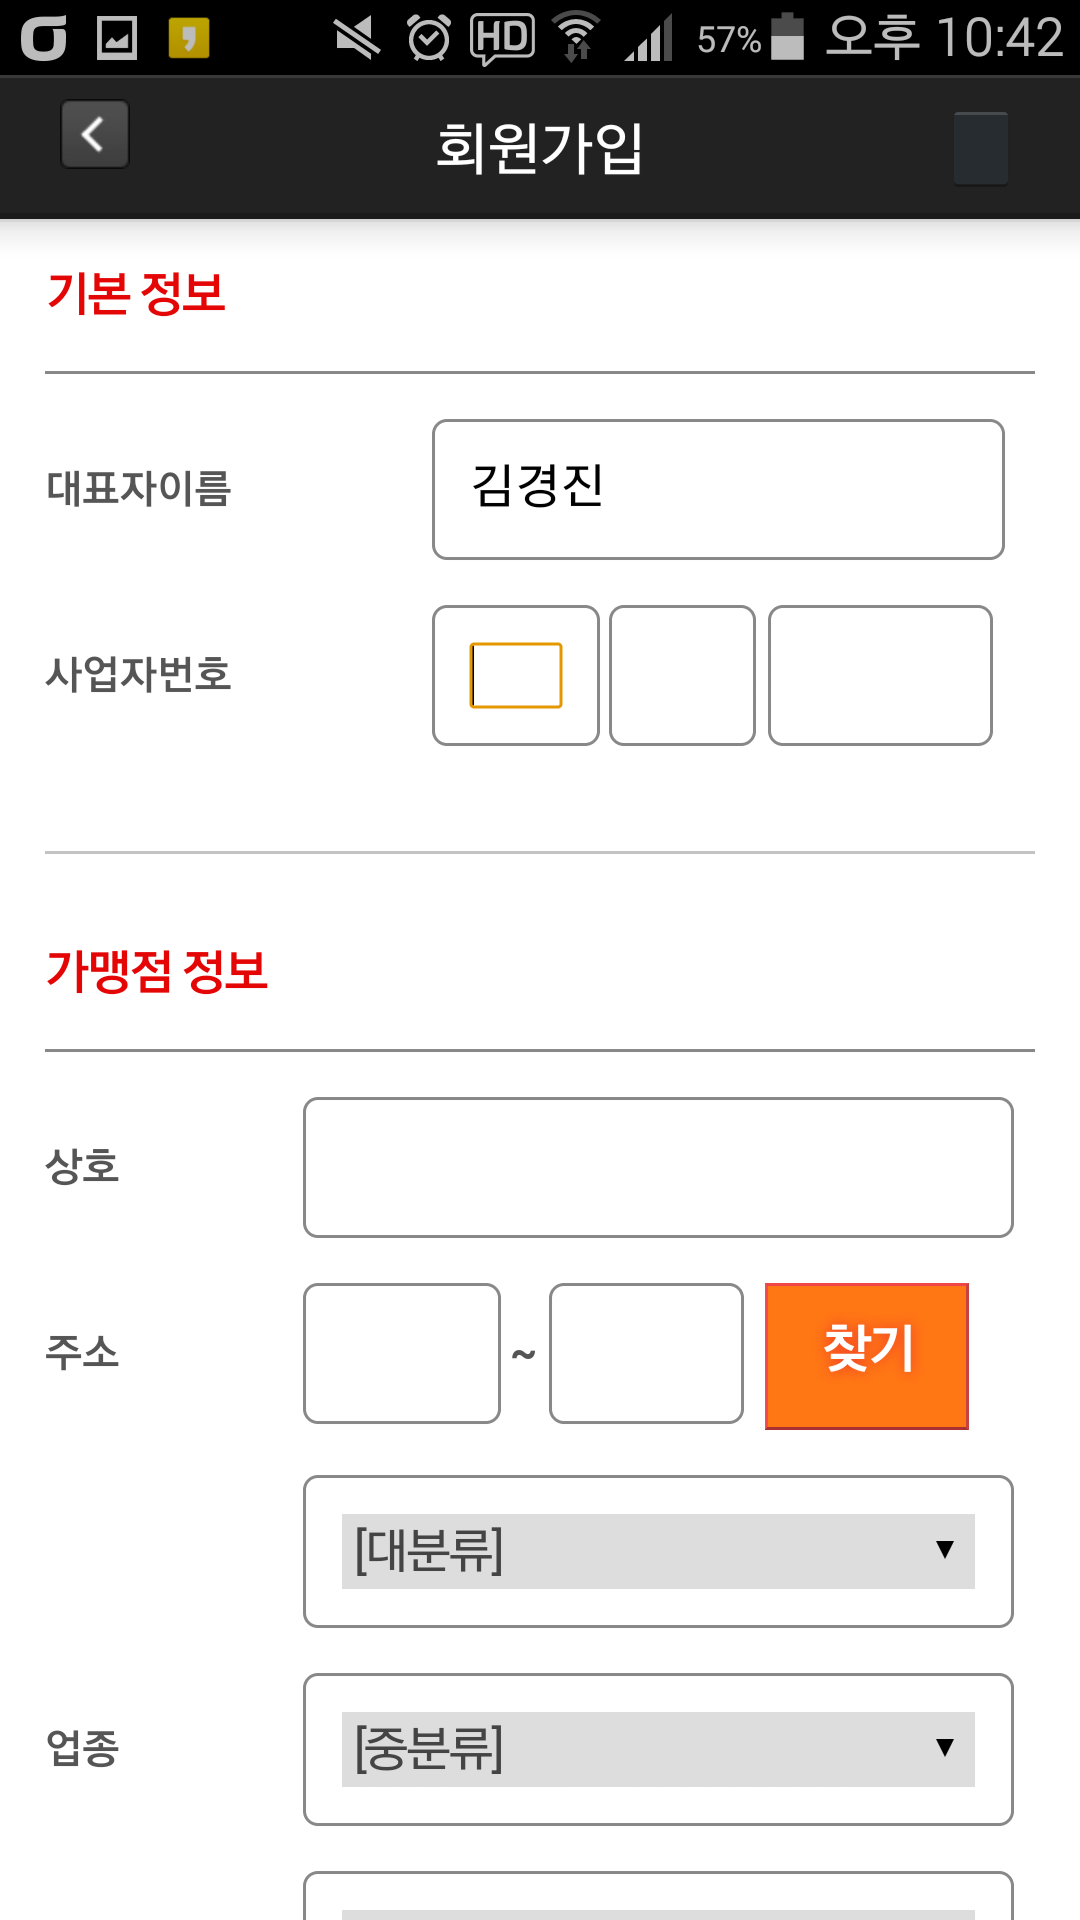 HD 57% 오후 10:42
회원가입
기본 정보
대표자이름 김경진
사업자번호
가맹점 정보
상호
주소 ~ 찾기
[대분류] ▼
업종 [중분류] ▼